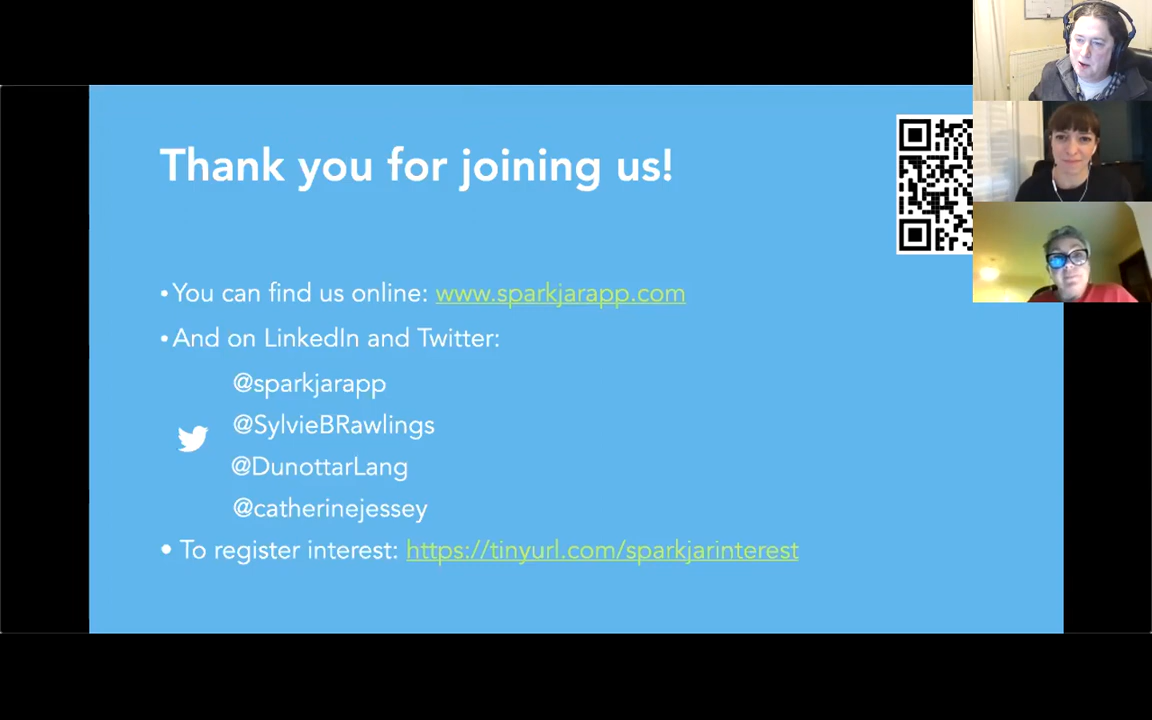 Thank you for joining us!
•You can find us online: www.sparkjarapp.com
•And on LinkedIn and Twitter:
@sparkjarapp
@SylvieBRawlings
@DunottarLang
@catherinejessey
• To register interest: https://tinyurl.com/sparkjarinterest